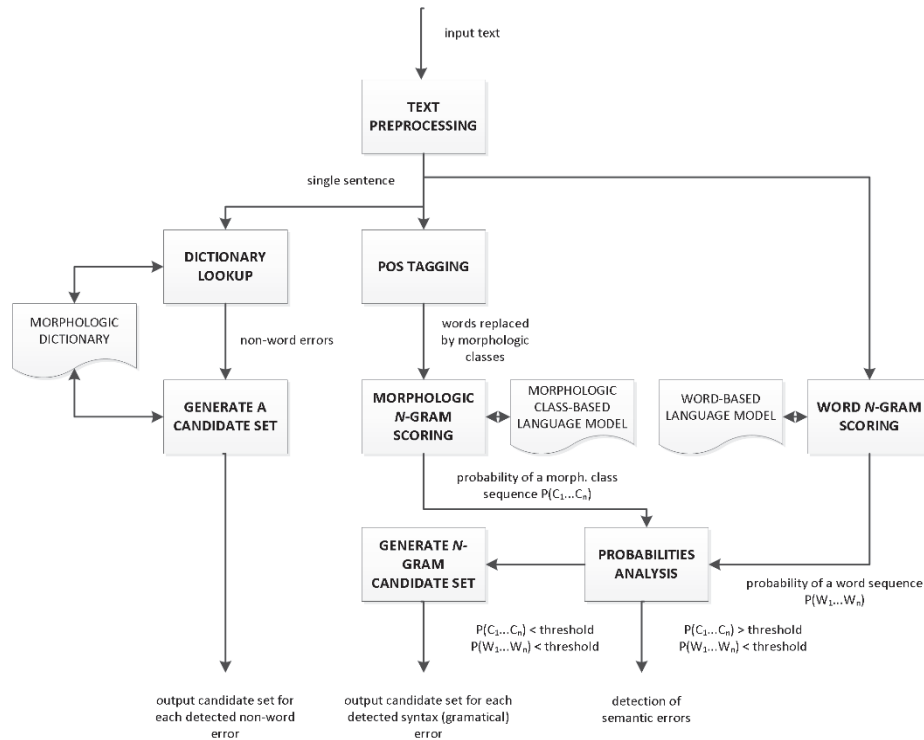 input text
TEXT
PREPROCESSING
single sentence
DICTIONARY
LOOKUP
POS TAGGING
MORPHOLOGIC
DICTIONARY
non-word errors
words replaced
by morphologic
classes
GENERATE A
CANDIDATE SET
MORPHOLOGIC
N-GRAM
SCORING
MORPHOLOGIC
CLASS-BASED
LANGUAGE MODEL
WORD-BASED
LANGUAGE MODEL
WORD N-GRAM
SCORING
probability of a morph. class
sequence P(C₁...Cₙ)
GENERATE N-
GRAM
CANDIDATE SET
PROBABILITIES
ANALYSIS
probability of a word sequence
P(W₁...Wₙ)
P(C₁...Cₙ) < threshold
P(W₁...Wₙ) < threshold
P(C₁...Cₙ) > threshold
P(W₁...Wₙ) < threshold
output candidate set for
each detected non-word
error
output candidate set for each
detected syntax (gramatical)
error
detection of
semantic errors